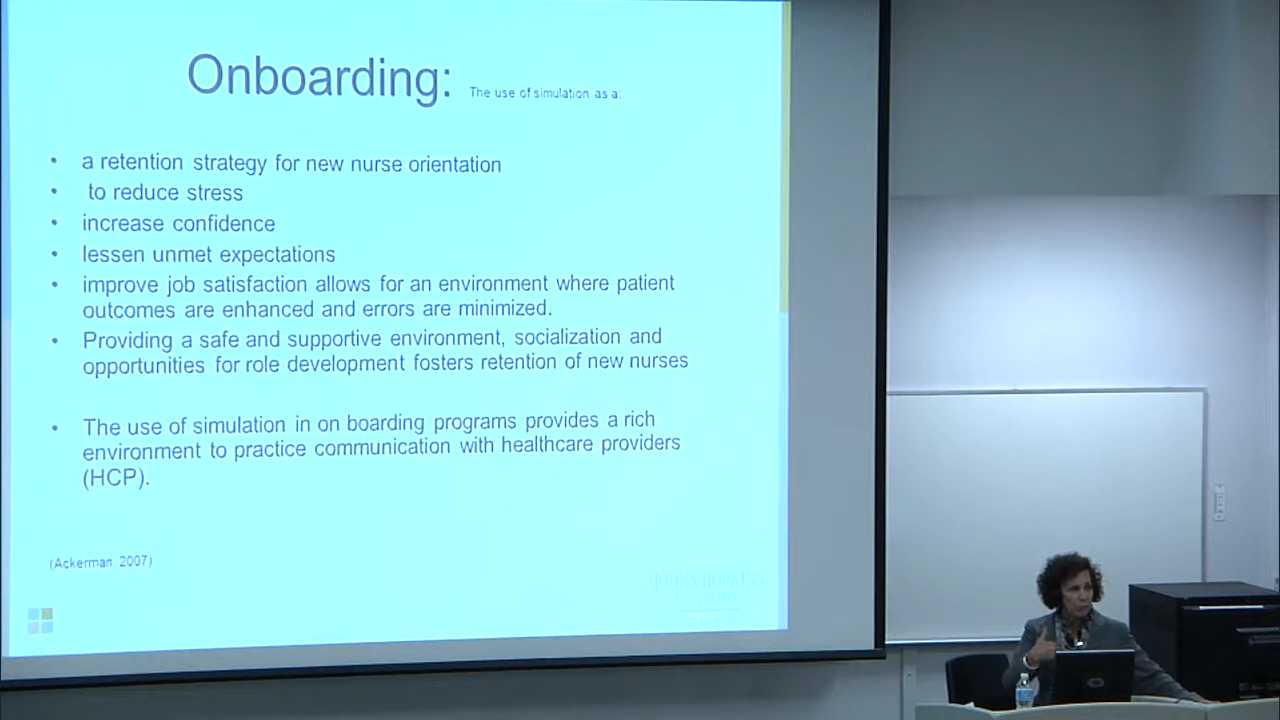 Onboarding: The use of simulation as a:
• a retention strategy for new nurse orientation
• to reduce stress
• increase confidence
• lessen unmet expectations
• improve job satisfaction allows for an environment where patient
outcomes are enhanced and errors are minimized.
• Providing a safe and supportive environment, socialization and
opportunities for role development fosters retention of new nurses
• The use of simulation in on boarding programs provides a rich
environment to practice communication with healthcare providers
(HCP).
(Ackerman, 2007)
JOHNS HOPKINS